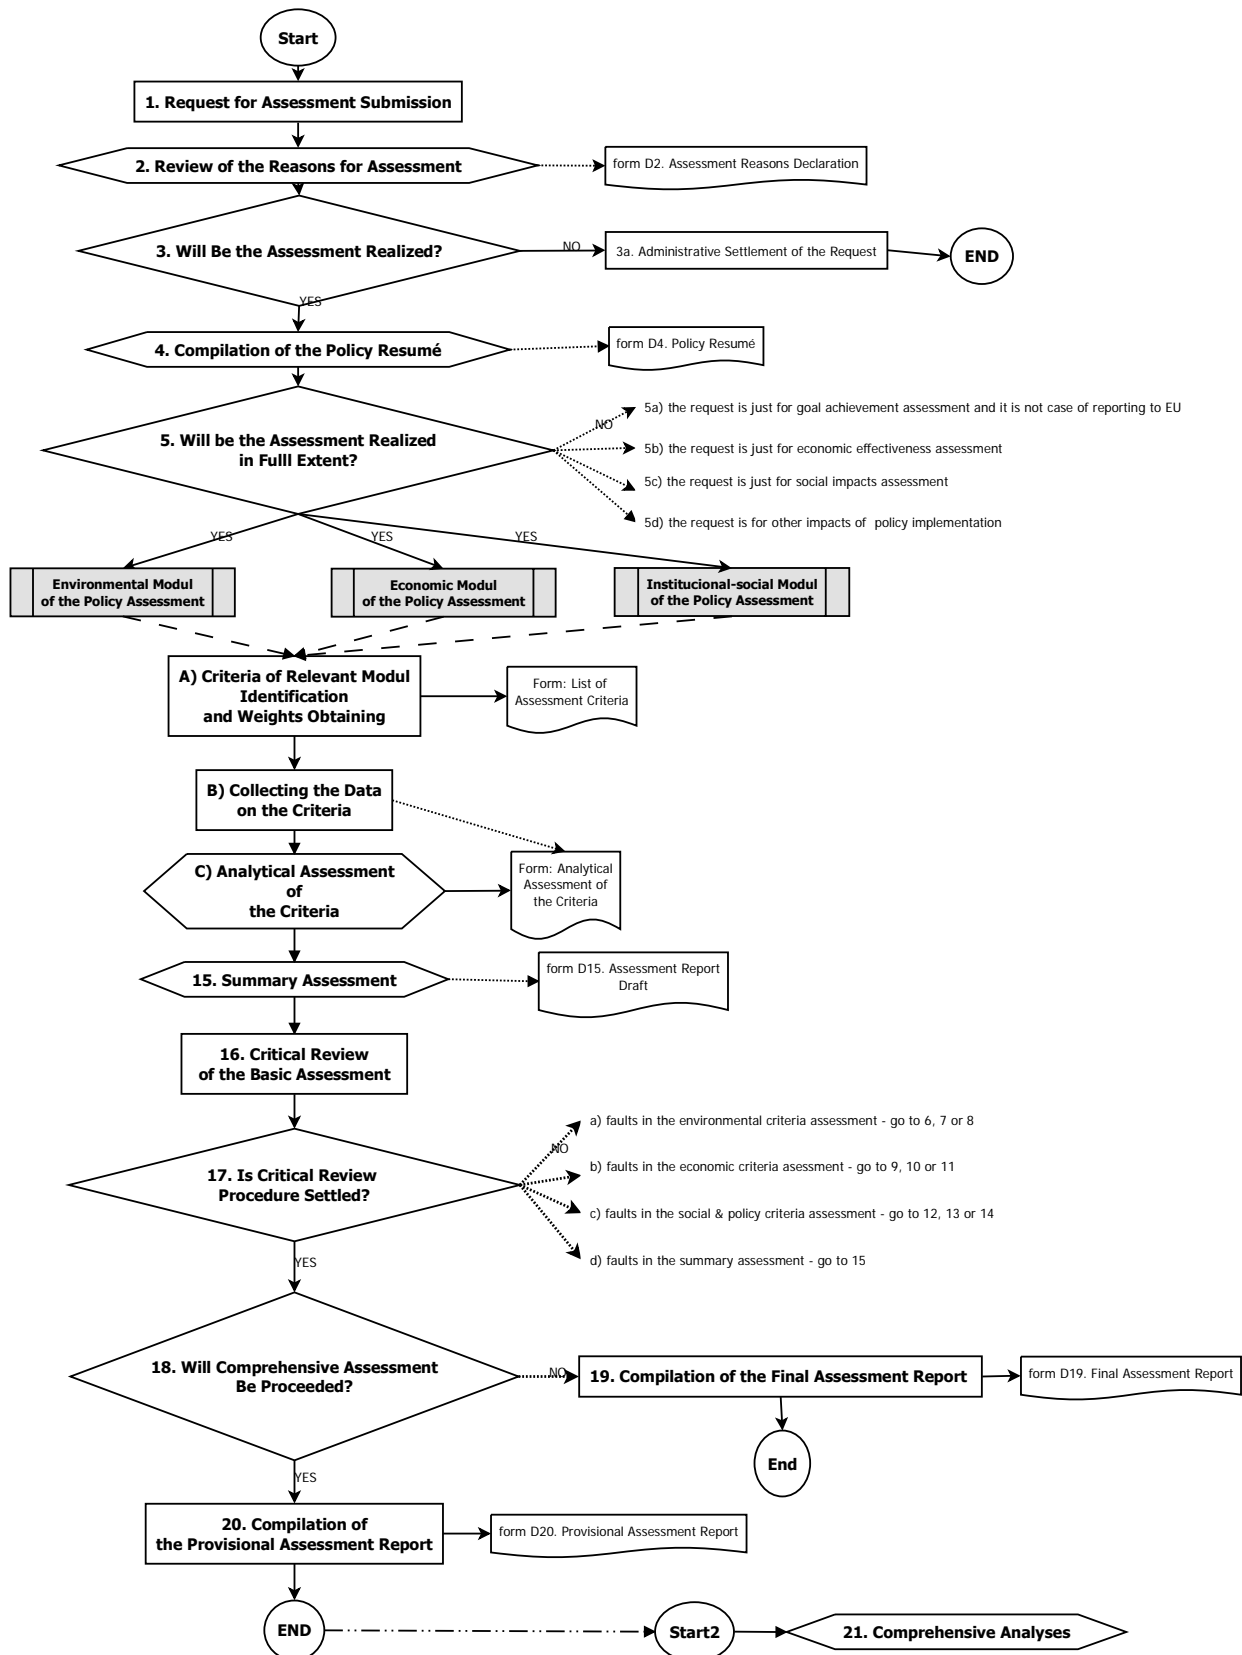 Start
1. Request for Assessment Submission
2. Review of the Reasons for Assessment
form D2. Assessment Reasons Declaration
3. Will Be the Assessment Realized?
NO
3a. Administrative Settlement of the Request
END
YES
4. Compilation of the Policy Resumé
form D4. Policy Resumé
5. Will be the Assessment Realized
in Fulll Extent?
NO
5a) the request is just for goal achievement assessment and it is not case of reporting to EU
5b) the request is just for economic effectiveness assessment
5c) the request is just for social impacts assessment
5d) the request is for other impacts of policy implementation
YES
YES
YES
Environmental Modul
of the Policy Assessment
Economic Modul
of the Policy Assessment
Institucional-social Modul
of the Policy Assessment
A) Criteria of Relevant Modul
Identification
and Weights Obtaining
Form: List of
Assessment Criteria
B) Collecting the Data
on the Criteria
C) Analytical Assessment
of
the Criteria
Form: Analytical
Assessment of
the Criteria
15. Summary Assessment
form D15. Assessment Report
Draft
16. Critical Review
of the Basic Assessment
17. Is Critical Review
Procedure Settled?
NO
a) faults in the environmental criteria assessment - go to 6, 7 or 8
b) faults in the economic criteria asessment - go to 9, 10 or 11
c) faults in the social & policy criteria assessment - go to 12, 13 or 14
d) faults in the summary assessment - go to 15
YES
18. Will Comprehensive Assessment
Be Proceeded?
NO
19. Compilation of the Final Assessment Report
form D19. Final Assessment Report
End
YES
20. Compilation of
the Provisional Assessment Report
form D20. Provisional Assessment Report
END
Start2
21. Comprehensive Analyses